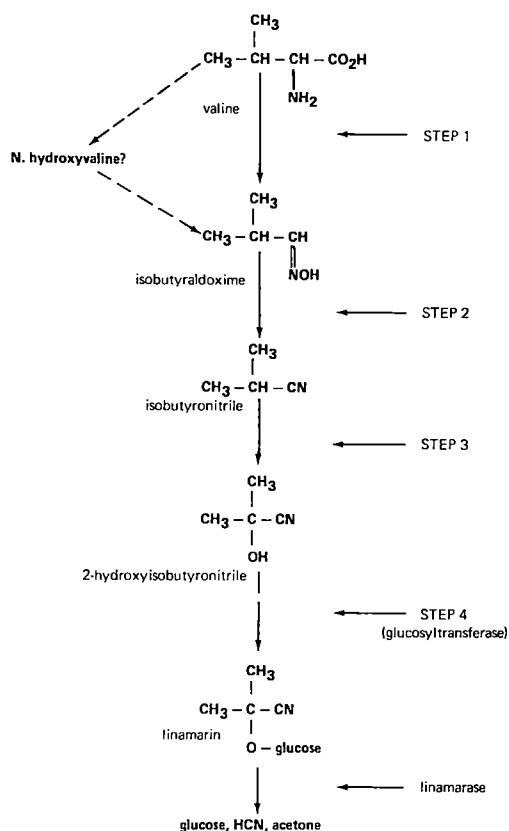 CH3
CH3 – CH – CH – CO2H
NH2
valine
STEP 1
N. hydroxyvaline?
CH3
CH3 – CH – CH
NOH
isobutyraldoxime
STEP 2
CH3
CH3 – CH – CN
isobutyronitrile
STEP 3
CH3
CH3 – C – CN
OH
2-hydroxyisobutyronitrile
STEP 4
(glucosyltransferase)
CH3
CH3 – C – CN
linamarin
O – glucose
linamarase
glucose, HCN, acetone